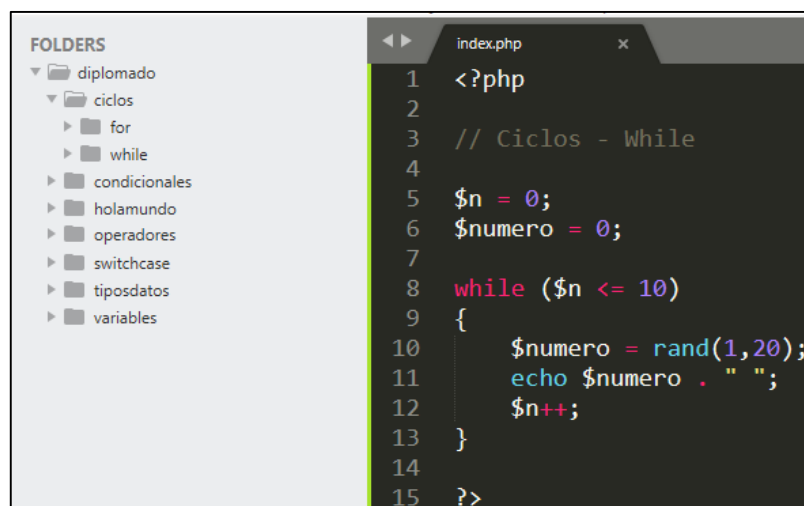 FOLDERS
diplomado
ciclos
for
while
condicionales
holamundo
operadores
switchcase
tiposdatos
variables
index.php ×
1 <?php
2
3 // Ciclos - While
4
5 $n = 0;
6 $numero = 0;
7
8 while ($n <= 10)
9 {
10 $numero = rand(1,20);
11 echo $numero . " ";
12 $n++;
13 }
14
15 ?>